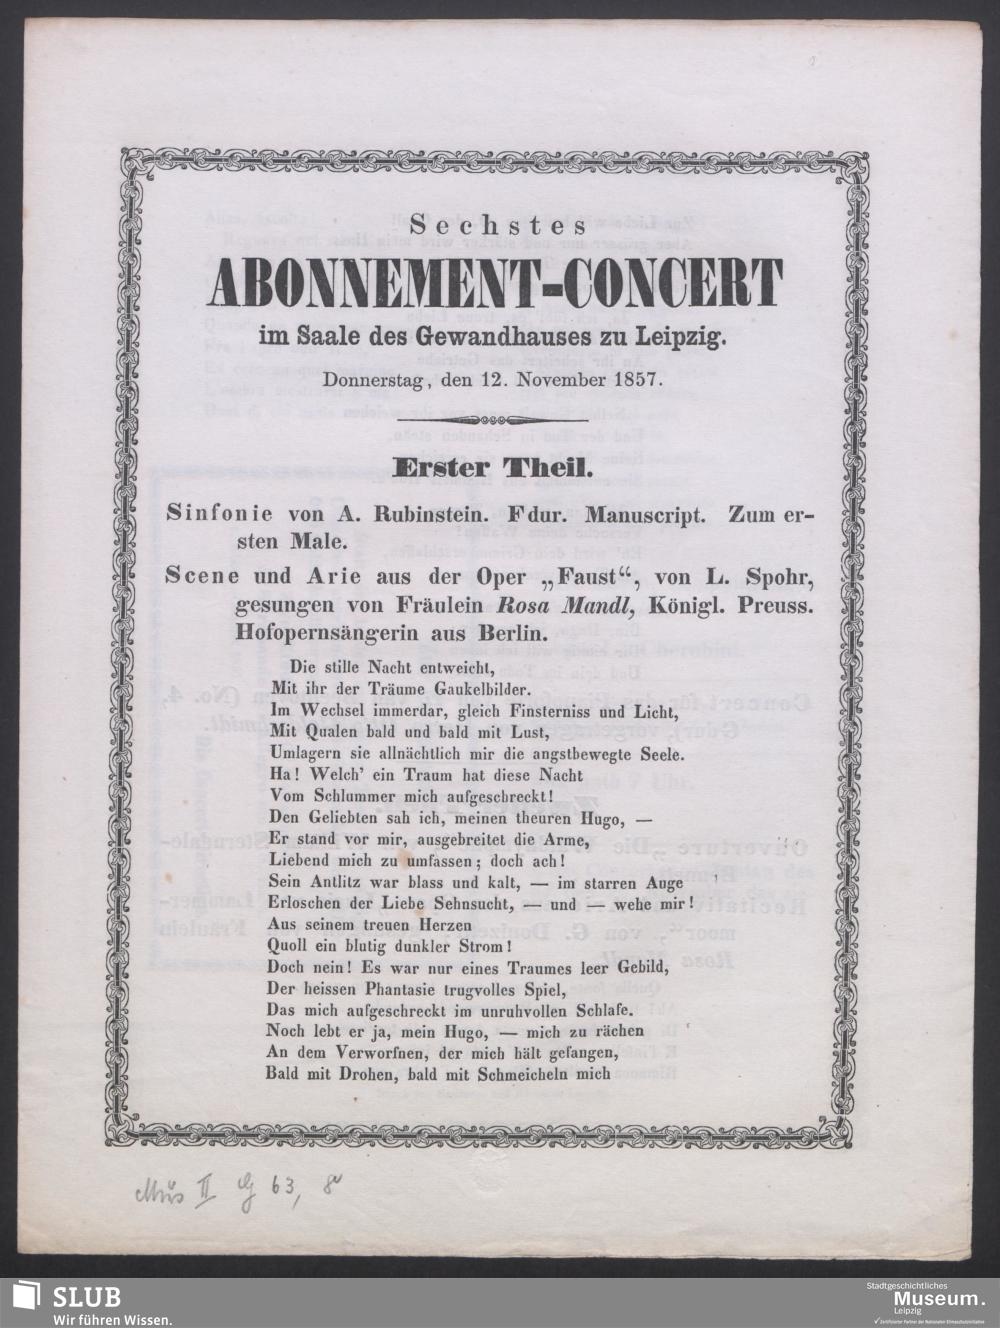 Sechstes
ABONNEMENT-CONCERT
im Saale des Gewandhauses zu Leipzig.
Donnerstag, den 12. November 1857.
Erster Theil.
Sinfonie von A. Rubinstein. Fdur. Manuscript. Zum er-
sten Male.
Scene und Arie aus der Oper „Faust“, von L. Spohr,
gesungen von Fräulein Rosa Mandl, Königl. Preuss.
Hofopernsängerin aus Berlin.
Die stille Nacht entweicht,
Mit ihr der Träume Gaukelbilder.
Im Wechsel immerdar, gleich Finsterniss und Licht,
Mit Qualen bald und bald mit Lust,
Umlagern sie allnächtlich mir die angstbewegte Seele.
Ha! Welch’ ein Traum hat diese Nacht
Vom Schlummer mich aufgeschreckt!
Den Geliebten sah ich, meinen theuren Hugo, —
Er stand vor mir, ausgebreitet die Arme,
Liebend mich zu umfassen; doch ach!
Sein Antlitz war blass und kalt, — im starren Auge
Erloschen der Liebe Sehnsucht, — und — wehe mir!
Aus seinem treuen Herzen
Quoll ein blutig dunkler Strom!
Doch nein! Es war nur eines Traumes leer Gebild,
Der heissen Phantasie trugvolles Spiel,
Das mich aufgeschreckt im unruhvollen Schlafe.
Noch lebt er ja, mein Hugo, — mich zu rächen
An dem Verworfnen, der mich hält gefangen,
Bald mit Drohen, bald mit Schmeicheln mich
Mus II G 63, 8
SLUB
Wir führen Wissen.
Stadtgeschichtliches
Museum.
Leipzig
Zertifizierter Partner der Nationalen Klimaschutzinitiative